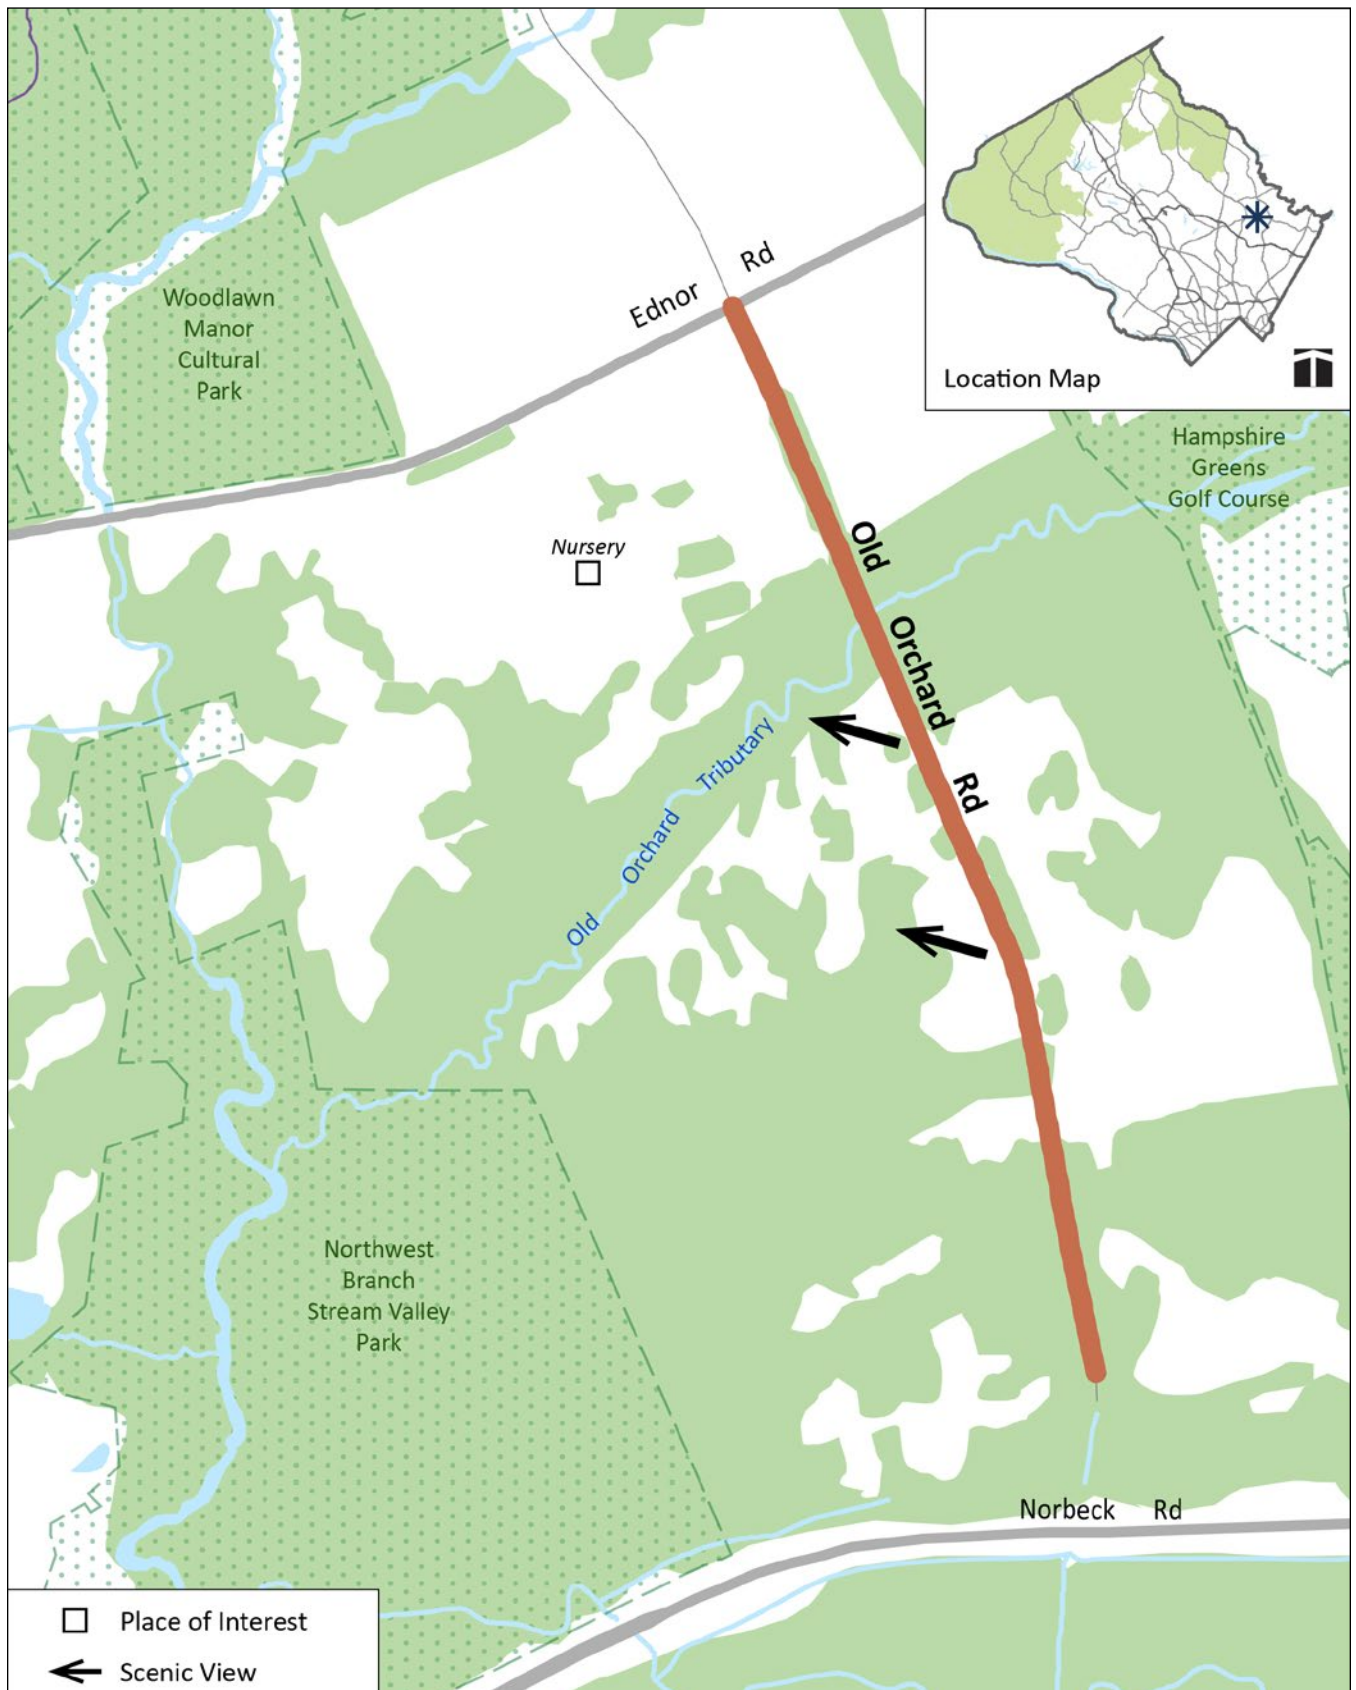 Ednor Rd
Location Map
Woodlawn
Manor
Cultural
Park
Hampshire
Greens
Golf Course
Nursery
Old Orchard Rd
Old Orchard Tributary
Northwest
Branch
Stream Valley
Park
Norbeck Rd
Place of Interest
Scenic View